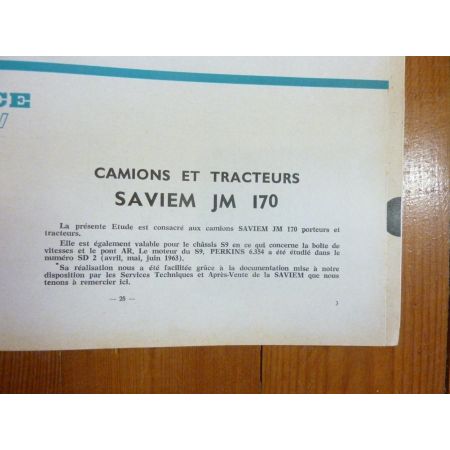 CE
CAMIONS ET TRACTEURS
SAVIEM JM 170
La présente Etude est consacré aux camions SAVIEM JM 170 porteurs et
tracteurs.
Elle est également valable pour le châssis S9 en ce qui concerne la boîte de
vitesses et le pont AR, Le moteur du S9, PERKINS 6.354 a été étudié dans le
numéro SD 2 (avril, mai, juin 1963).
Sa réalisation nous a été facilitée grâce à la documentation mise à notre
disposition par les Services Techniques et Après-Vente de la SAVIEM que nous
tenons à remercier ici.
— 25 —
3